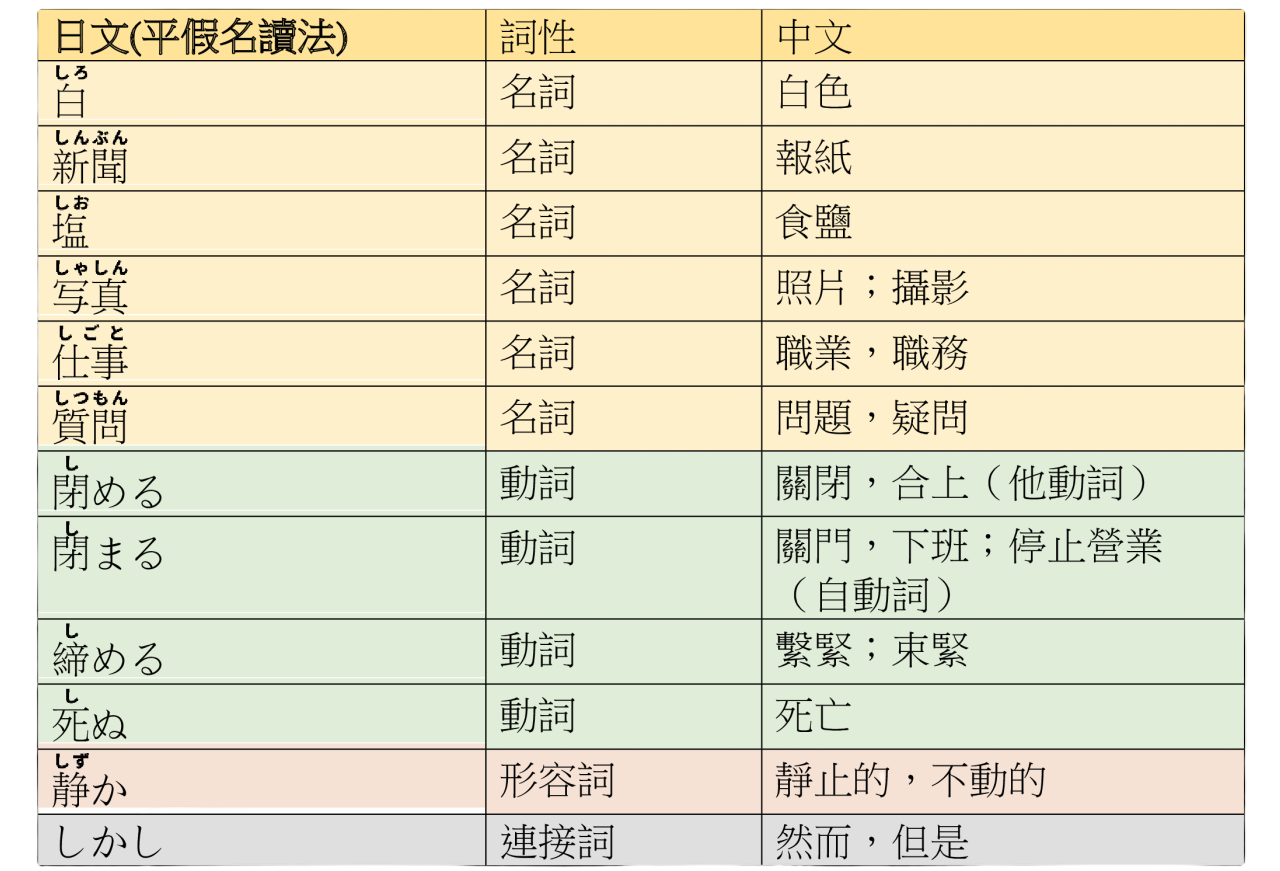 日文(平假名讀法) 詞性 中文
しろ
白 名詞 白色
しんぶん
新聞 名詞 報紙
しお
塩 名詞 食鹽
しゃしん
写真 名詞 照片；攝影
しごと
仕事 名詞 職業，職務
しつもん
質問 名詞 問題，疑問
し
閉める 動詞 關閉，合上（他動詞）
し
閉まる 動詞 關門，下班；停止營業
（自動詞）
し
締める 動詞 繫緊；束緊
し
死ぬ 動詞 死亡
しず
静か 形容詞 靜止的，不動的
しかし 連接詞 然而，但是